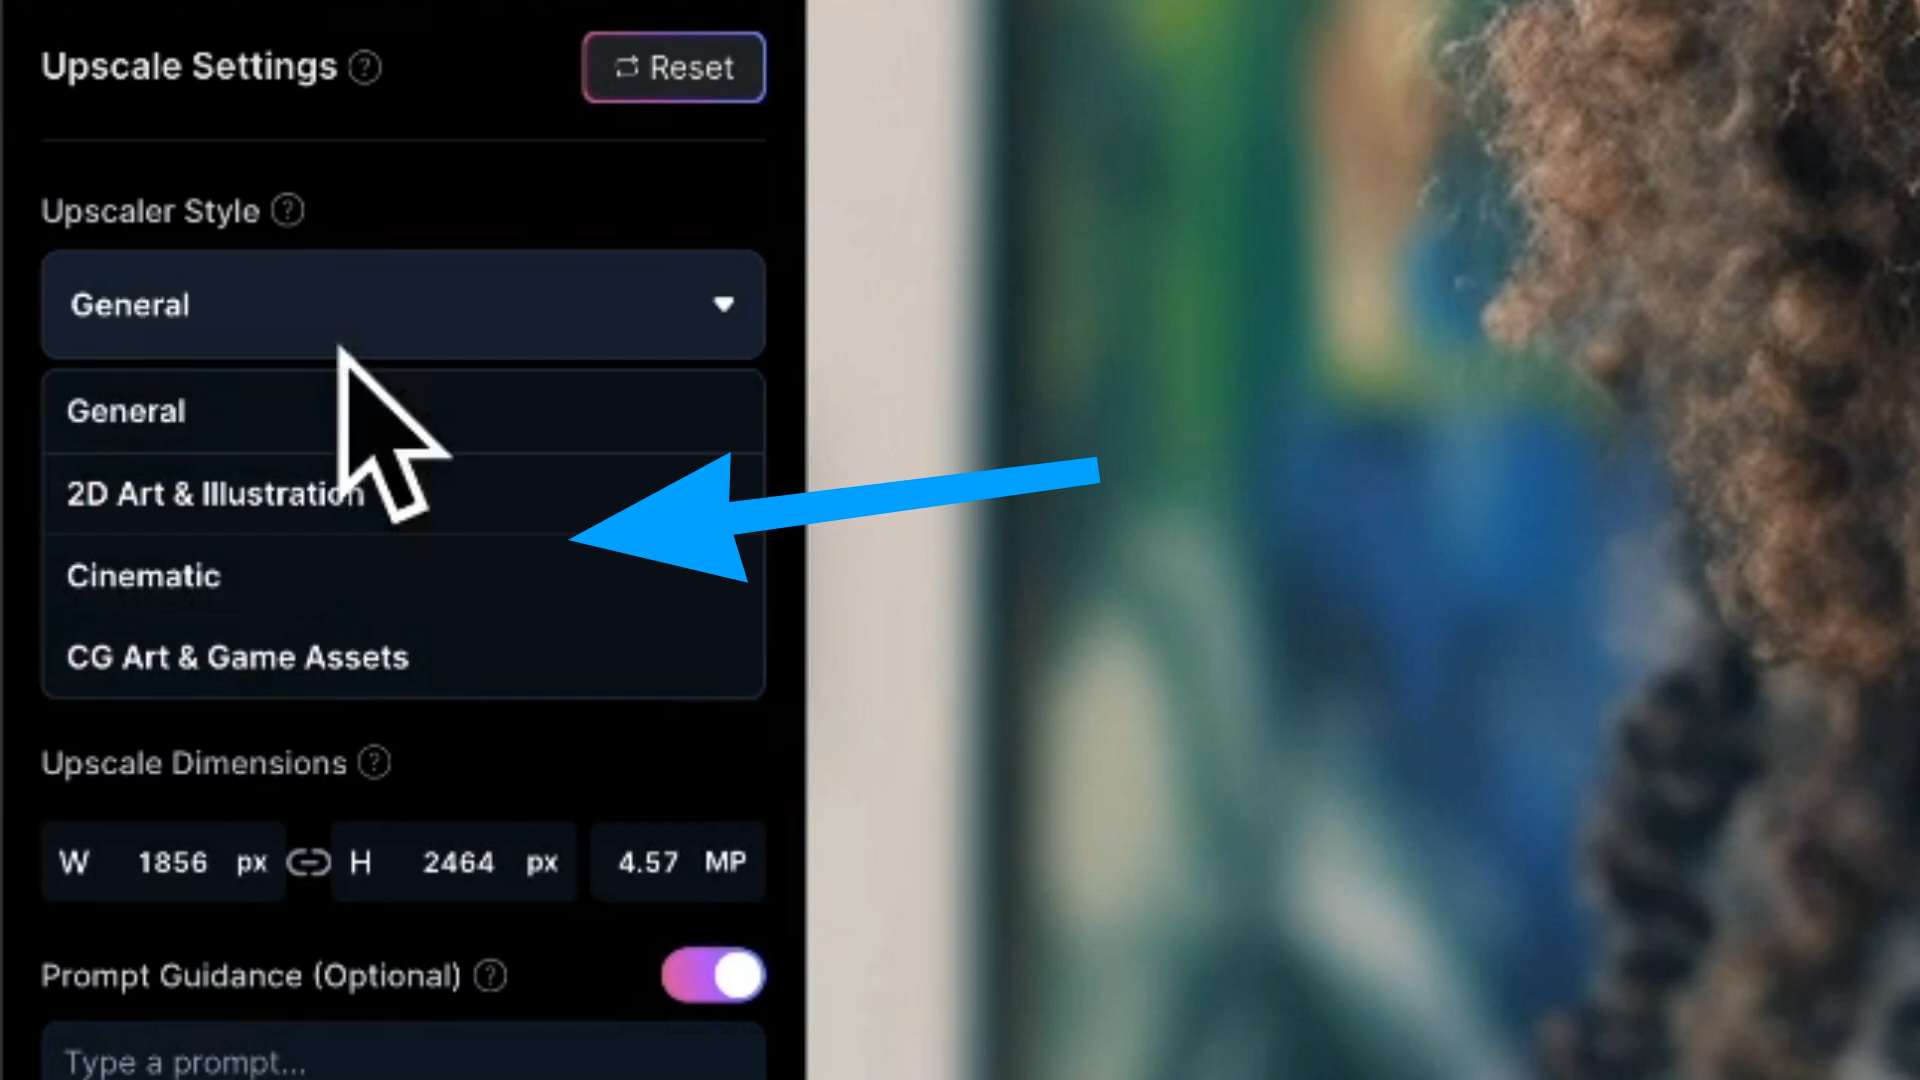 Upscale Settings ?
Reset
Upscaler Style ?
General
General
2D Art & Illustration
Cinematic
CG Art & Game Assets
Upscale Dimensions ?
W 1856 px H 2464 px 4.57 MP
Prompt Guidance (Optional) ?
Type a prompt...